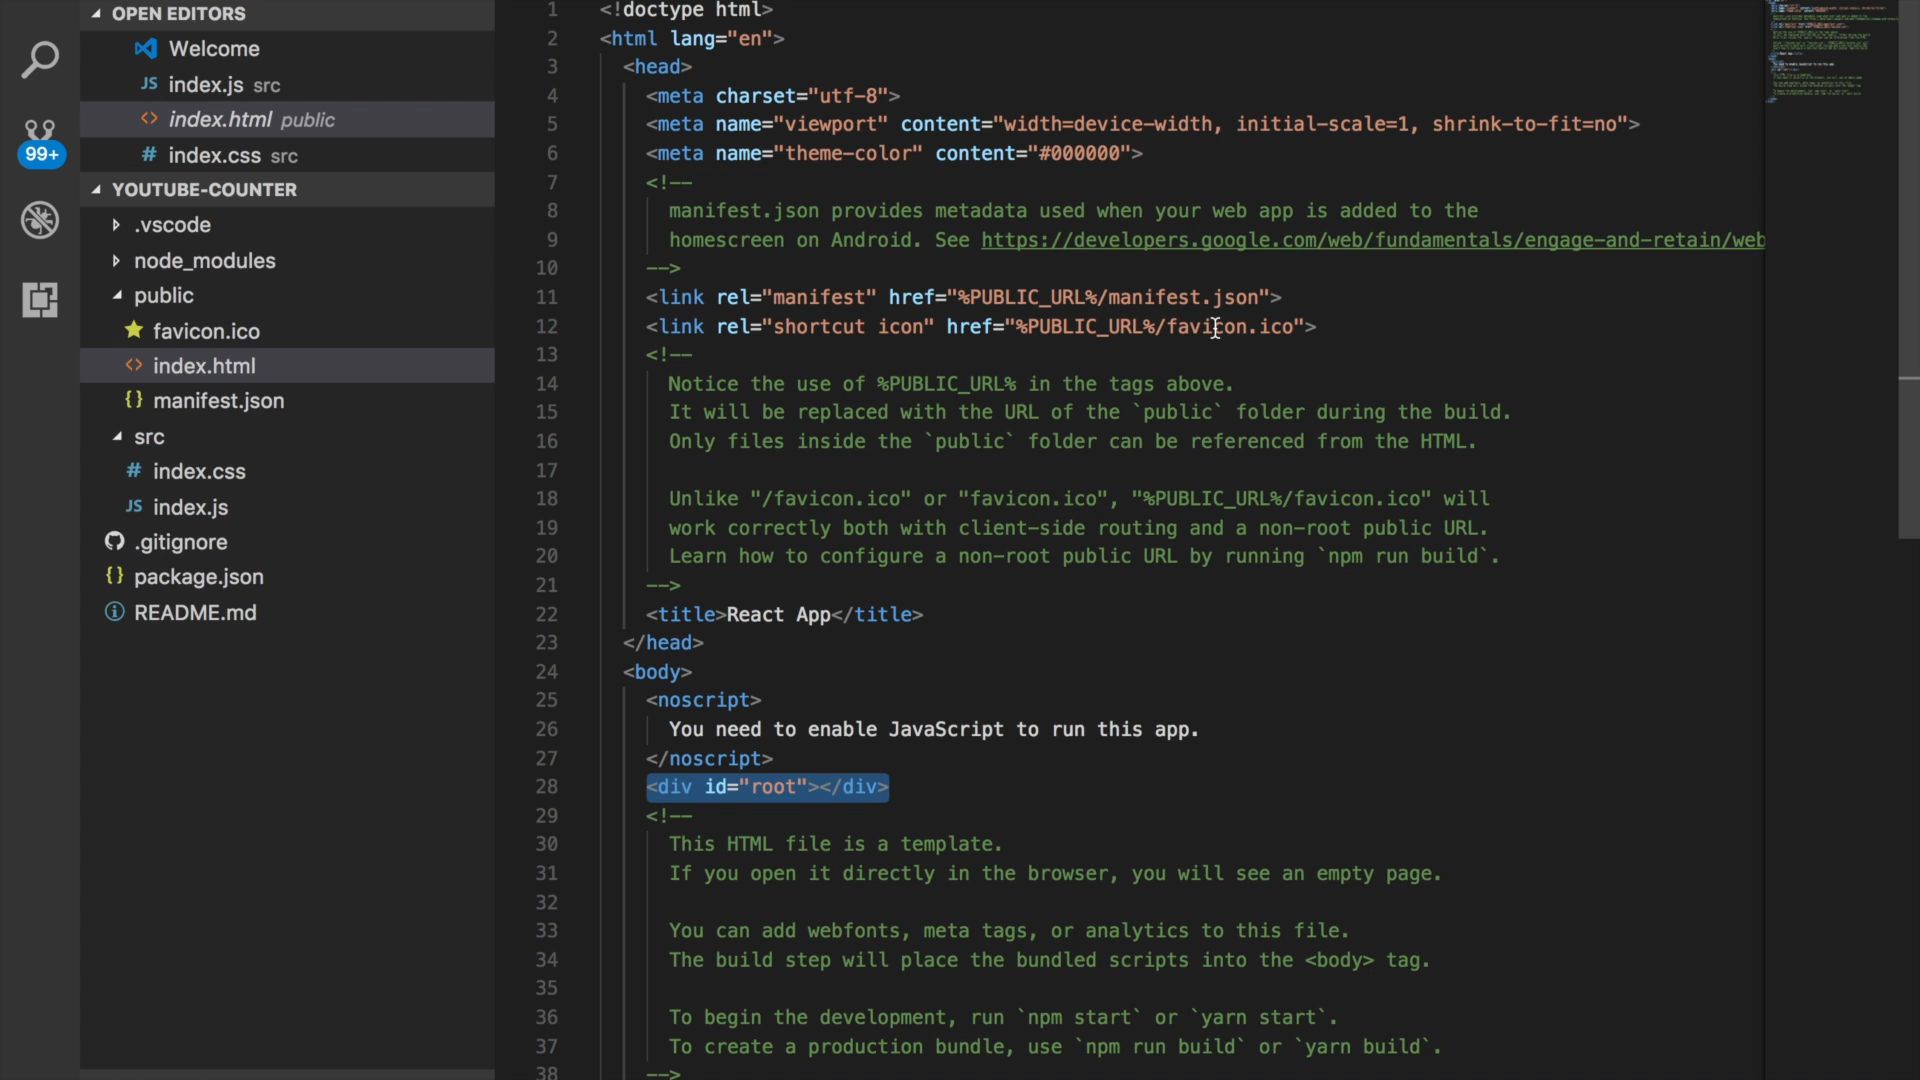 OPEN EDITORS
Welcome
JS index.js src
<> index.html public
# index.css src
99+
YOUTUBE-COUNTER
.vscode
node_modules
public
favicon.ico
<> index.html
{} manifest.json
src
# index.css
JS index.js
.gitignore
{} package.json
README.md
1 <!doctype html>
2 <html lang="en">
3 <head>
4 <meta charset="utf-8">
5 <meta name="viewport" content="width=device-width, initial-scale=1, shrink-to-fit=no">
6 <meta name="theme-color" content="#000000">
7 <!--
8 manifest.json provides metadata used when your web app is added to the
9 homescreen on Android. See https://developers.google.com/web/fundamentals/engage-and-retain/web
10 -->
11 <link rel="manifest" href="%PUBLIC_URL%/manifest.json">
12 <link rel="shortcut icon" href="%PUBLIC_URL%/favicon.ico">
13 <!--
14 Notice the use of %PUBLIC_URL% in the tags above.
15 It will be replaced with the URL of the `public` folder during the build.
16 Only files inside the `public` folder can be referenced from the HTML.
17
18 Unlike "/favicon.ico" or "favicon.ico", "%PUBLIC_URL%/favicon.ico" will
19 work correctly both with client-side routing and a non-root public URL.
20 Learn how to configure a non-root public URL by running `npm run build`.
21 -->
22 <title>React App</title>
23 </head>
24 <body>
25 <noscript>
26 You need to enable JavaScript to run this app.
27 </noscript>
28 <div id="root"></div>
29 <!--
30 This HTML file is a template.
31 If you open it directly in the browser, you will see an empty page.
32
33 You can add webfonts, meta tags, or analytics to this file.
34 The build step will place the bundled scripts into the <body> tag.
35
36 To begin the development, run `npm start` or `yarn start`.
37 To create a production bundle, use `npm run build` or `yarn build`.
38 -->